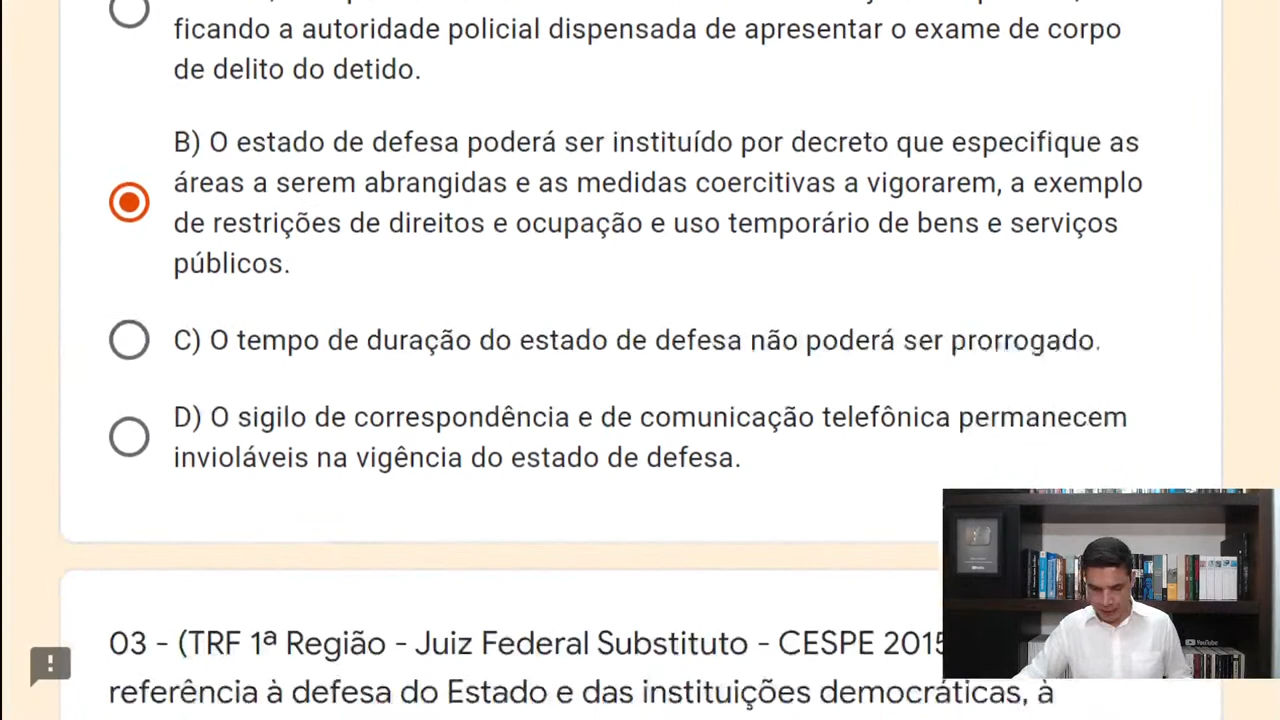 ficando a autoridade policial dispensada de apresentar o exame de corpo
de delito do detido.
B) O estado de defesa poderá ser instituído por decreto que especifique as
áreas a serem abrangidas e as medidas coercitivas a vigorarem, a exemplo
de restrições de direitos e ocupação e uso temporário de bens e serviços
públicos.
C) O tempo de duração do estado de defesa não poderá ser prorrogado.
D) O sigilo de correspondência e de comunicação telefônica permanecem
invioláveis na vigência do estado de defesa.
03 - (TRF 1ª Região - Juiz Federal Substituto - CESPE 2015
referência à defesa do Estado e das instituições democráticas, à
YouTube